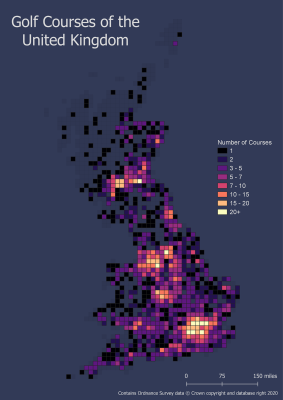 Golf Courses of the
United Kingdom
Number of Courses
1
2
3 - 5
5 - 7
7 - 10
10 - 15
15 - 20
20+
0 75 150 miles
Contains Ordnance Survey data © Crown copyright and database right 2020